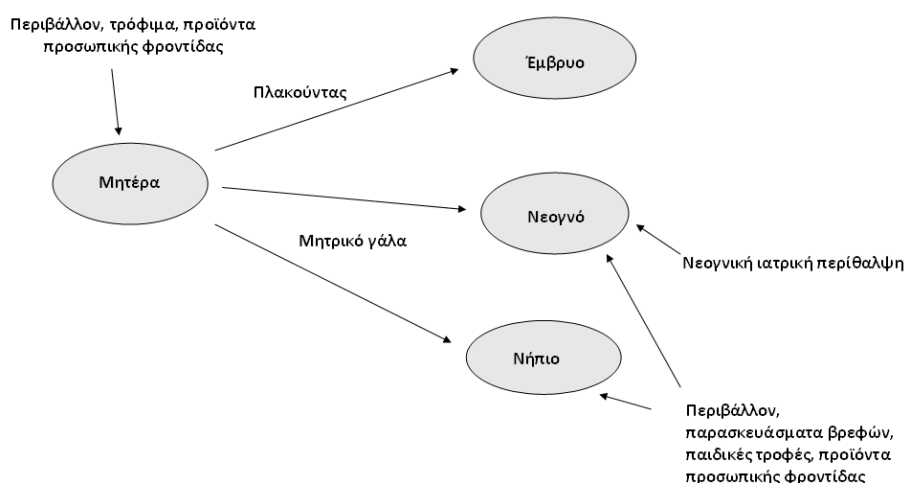 Περιβάλλον, τρόφιμα, προϊόντα
προσωπικής φροντίδας
Έμβρυο
Πλακούντας
Μητέρα
Νεογνό
Μητρικό γάλα
Νεογνική ιατρική περίθαλψη
Νήπιο
Περιβάλλον,
παρασκευάσματα βρεφών,
παιδικές τροφές, προϊόντα
προσωπικής φροντίδας